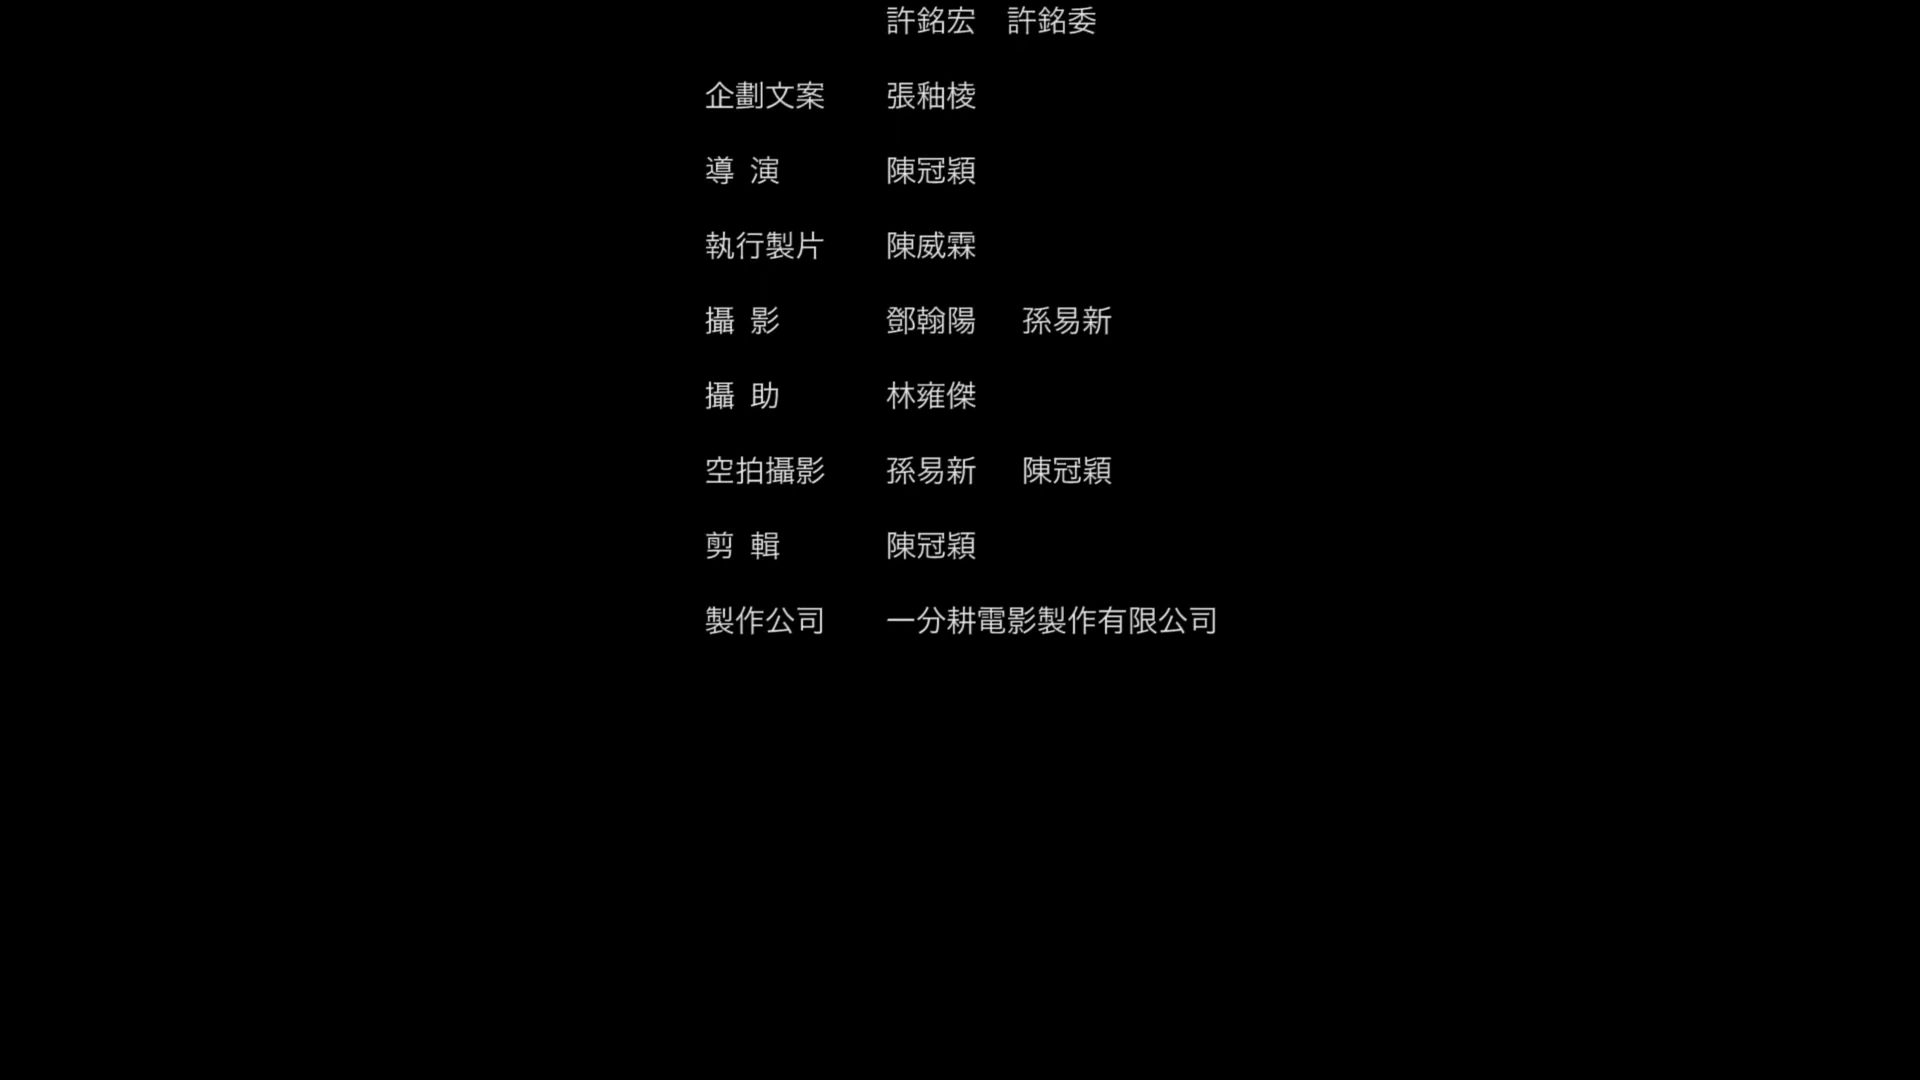 許銘宏　許銘委
企劃文案　張釉棱
導 演　陳冠穎
執行製片　陳威霖
攝 影　鄧翰陽　孫易新
攝 助　林雍傑
空拍攝影　孫易新　陳冠穎
剪 輯　陳冠穎
製作公司　一分耕電影製作有限公司